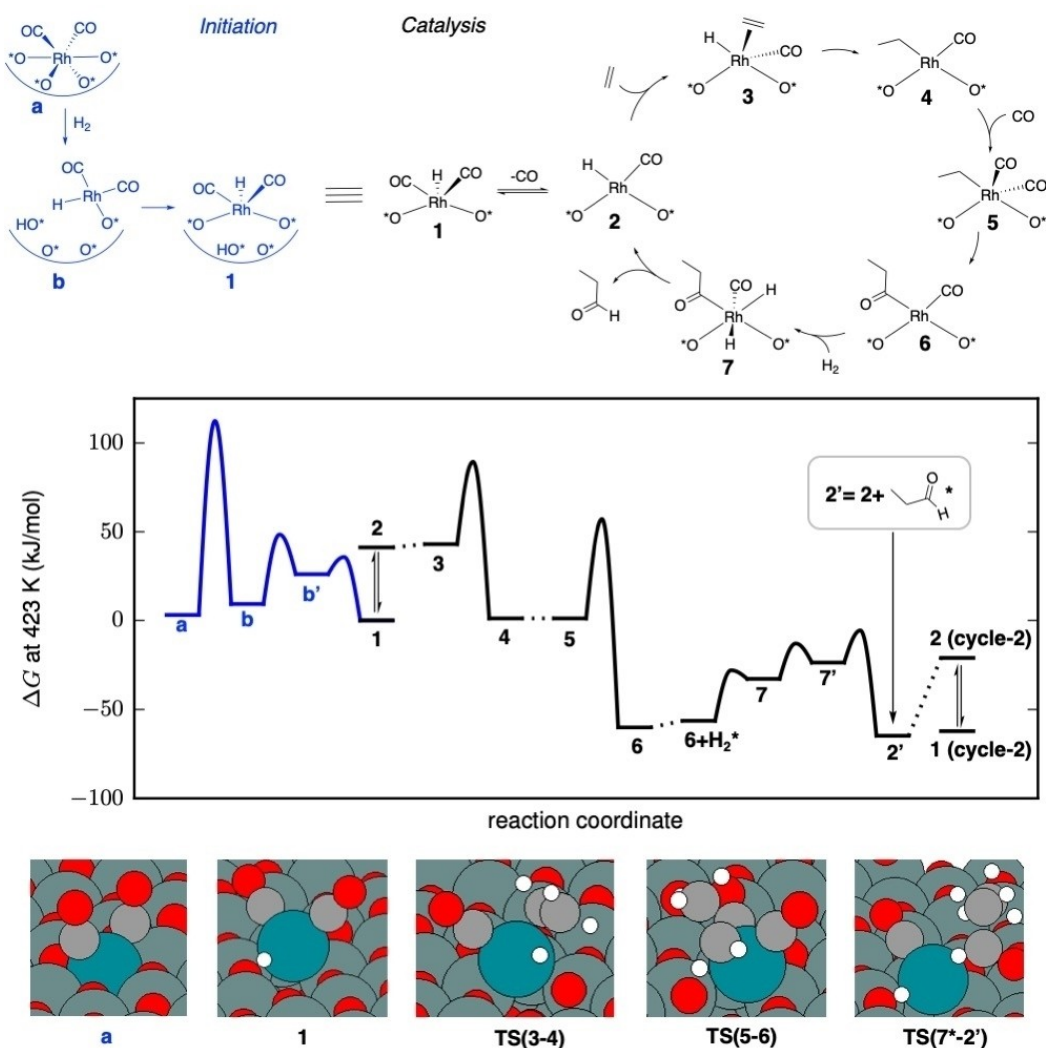 Initiation
Catalysis
CO
OC
*O Rh O*
*O O*
a
H2
OC
CO
H Rh
HO* O*
O* O*
b
OC H CO
Rh
*O O*
HO* O*
1
OC H CO
Rh
*O O*
1
-CO
H CO
Rh
*O O*
2
H
Rh CO
*O O*
3
CO
Rh
*O O*
4
CO
CO
Rh CO
*O O*
5
O CO
Rh
*O O*
6
H2
O CO H
Rh
*O H O*
7
O H
ΔG at 423 K (kJ/mol)
100
50
0
−50
−100
a
b
b'
2
1
3
4
5
6
6+H2*
7
7'
2'
2'= 2+ O H *
2 (cycle-2)
1 (cycle-2)
reaction coordinate
a
1
TS(3-4)
TS(5-6)
TS(7*-2')